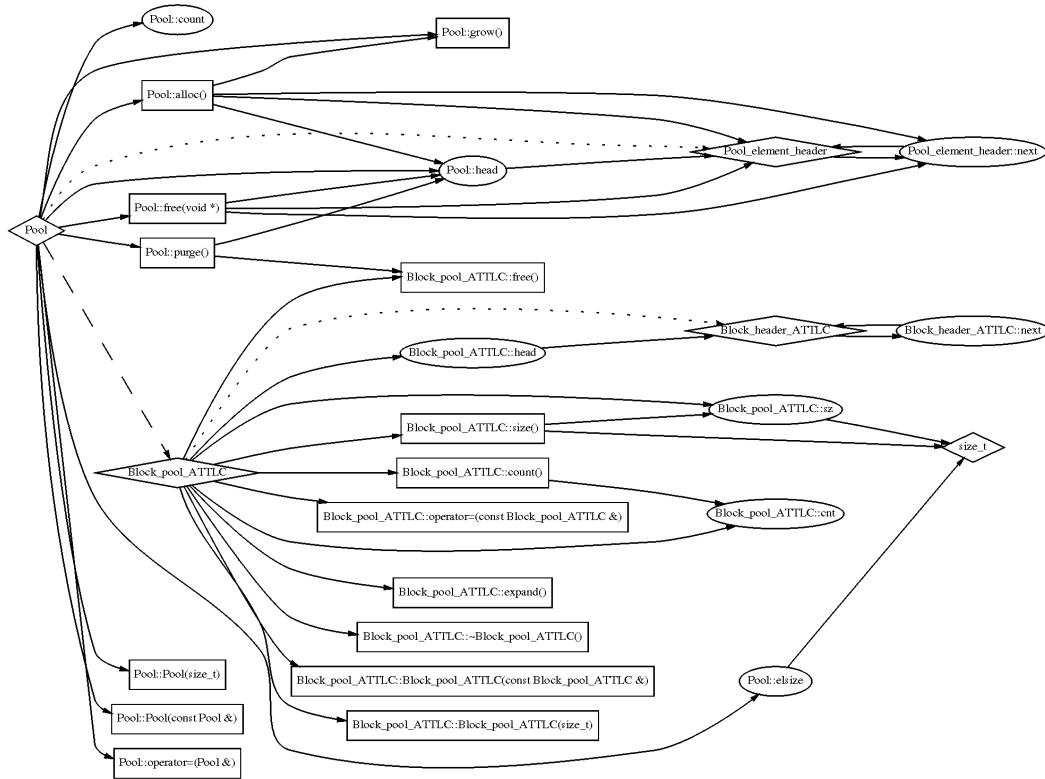 Pool::count
Pool::grow()
Pool::alloc()
Pool_element_header
Pool_element_header::next
Pool::head
Pool::free(void *)
Pool
Pool::purge()
Block_pool_ATTLC::free()
Block_header_ATTLC
Block_header_ATTLC::next
Block_pool_ATTLC::head
Block_pool_ATTLC::sz
Block_pool_ATTLC::size()
size_t
Block_pool_ATTLC
Block_pool_ATTLC::count()
Block_pool_ATTLC::operator=(const Block_pool_ATTLC &)
Block_pool_ATTLC::cnt
Block_pool_ATTLC::expand()
Block_pool_ATTLC::~Block_pool_ATTLC()
Pool::Pool(size_t)
Block_pool_ATTLC::Block_pool_ATTLC(const Block_pool_ATTLC &)
Pool::elsize
Pool::Pool(const Pool &)
Block_pool_ATTLC::Block_pool_ATTLC(size_t)
Pool::operator=(Pool &)